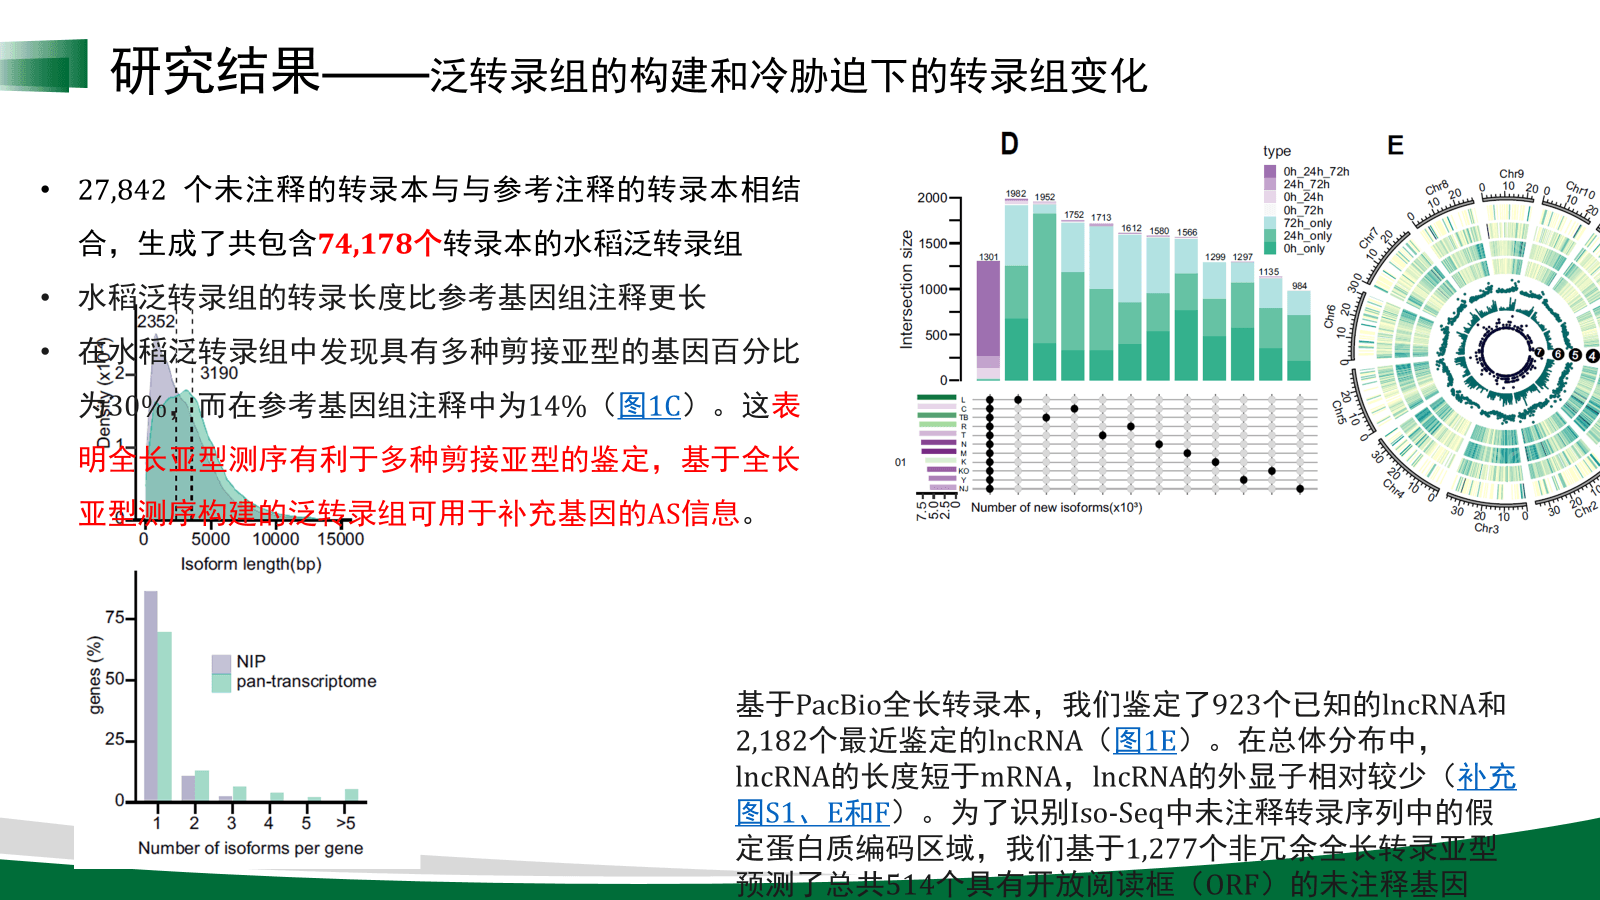 研究结果——泛转录组的构建和冷胁迫下的转录组变化
• 27,842 个未注释的转录本与与参考注释的转录本相结
合，生成了共包含74,178个转录本的水稻泛转录组
• 水稻泛转录组的转录长度比参考基因组注释更长
• 在水稻泛转录组中发现具有多种剪接亚型的基因百分比
为30%，而在参考基因组注释中为14%（图1C）。这表
明全长亚型测序有利于多种剪接亚型的鉴定，基于全长
亚型测序构建的泛转录组可用于补充基因的AS信息。
2352
3190
2
1
0
0 5000 10000 15000
Isoform length(bp)
genes (%)
75
50
25
0
NIP
pan-transcriptome
1 2 3 4 5 >5
Number of isoforms per gene
D
type
0h_24h_72h
24h_72h
0h_24h
0h_72h
72h_only
24h_only
0h_only
Intersection size
2000
1500
1000
500
0
1301 1982 1952 1752 1713 1612 1580 1566 1299 1297 1135 984
L
C
TB
R
T
N
M
K
KO
Y
NJ
01
7.5 5.0 2.5 0
Number of new isoforms(x10³)
E
Chr9
Chr10
Chr8
Chr7
Chr6
Chr5
Chr4
Chr3
Chr2
7 6 5 4
基于PacBio全长转录本，我们鉴定了923个已知的lncRNA和
2,182个最近鉴定的lncRNA（图1E）。在总体分布中，
lncRNA的长度短于mRNA，lncRNA的外显子相对较少（补充
图S1、E和F）。为了识别Iso-Seq中未注释转录序列中的假
定蛋白质编码区域，我们基于1,277个非冗余全长转录亚型
预测了总共514个具有开放阅读框（ORF）的未注释基因